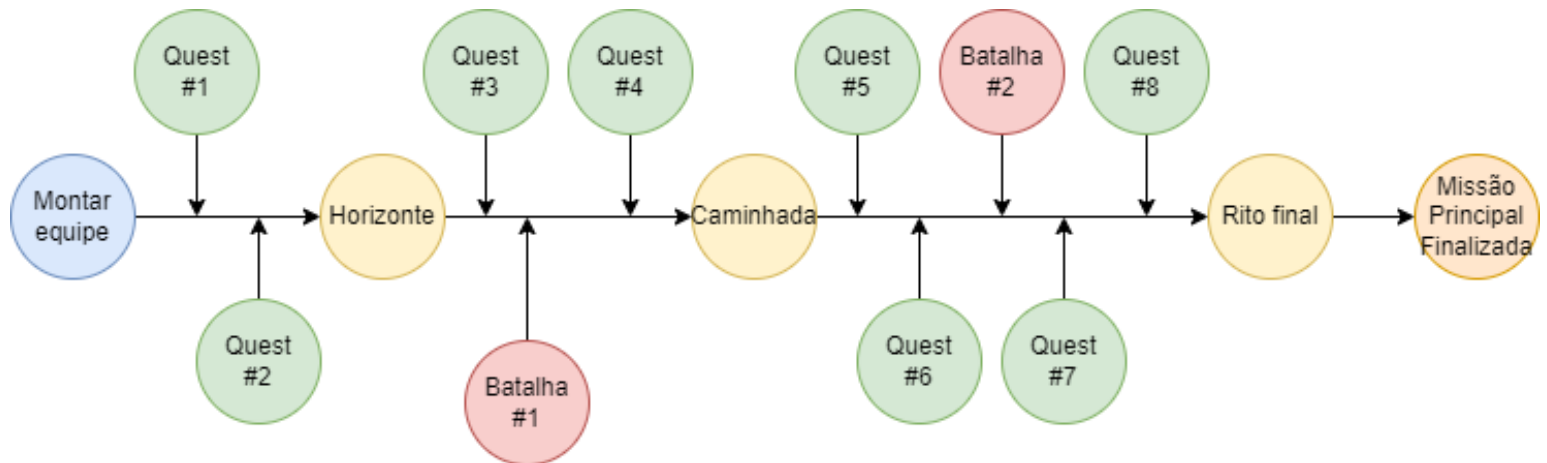 Quest
#1
Quest
#3
Quest
#4
Quest
#5
Batalha
#2
Quest
#8
Montar
equipe
Horizonte
Caminhada
Rito final
Missão
Principal
Finalizada
Quest
#2
Batalha
#1
Quest
#6
Quest
#7